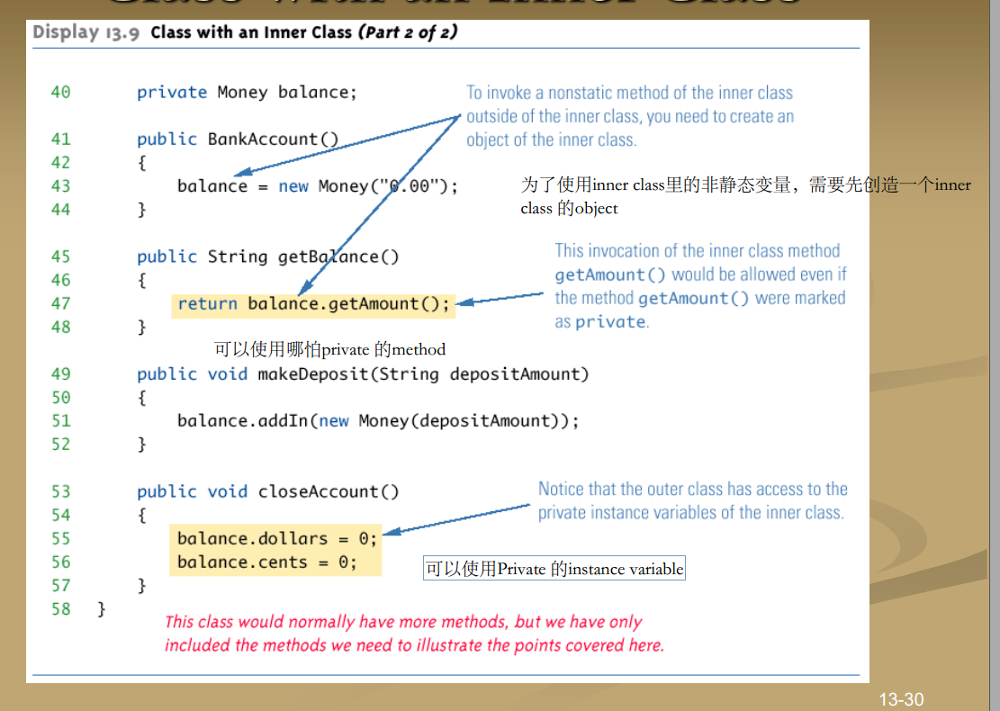 Class with an Inner Class
Display 13.9 Class with an Inner Class (Part 2 of 2)
40 private Money balance;
To invoke a nonstatic method of the inner class
outside of the inner class, you need to create an
object of the inner class.
41 public BankAccount()
42 {
43 balance = new Money("0.00");
44 }
为了使用inner class里的非静态变量，需要先创造一个inner
class 的object
45 public String getBalance()
46 {
47 return balance.getAmount();
48 }
This invocation of the inner class method
getAmount() would be allowed even if
the method getAmount() were marked
as private.
可以使用哪怕private 的method
49 public void makeDeposit(String depositAmount)
50 {
51 balance.addIn(new Money(depositAmount));
52 }
53 public void closeAccount()
54 {
55 balance.dollars = 0;
56 balance.cents = 0;
57 }
58 }
Notice that the outer class has access to the
private instance variables of the inner class.
可以使用Private 的instance variable
This class would normally have more methods, but we have only
included the methods we need to illustrate the points covered here.
13-30